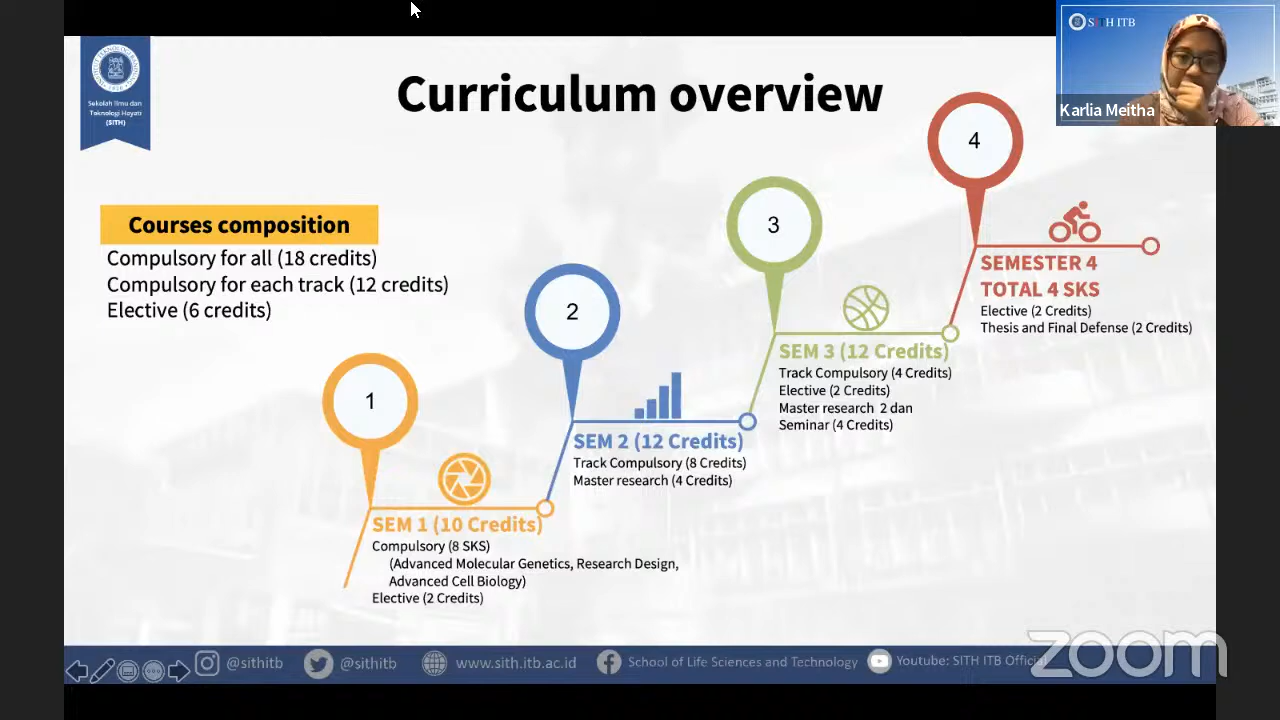 Sekolah Ilmu dan
Teknologi Hayati
(SITH)
Curriculum overview
SITH ITB
Karlia Meitha
Courses composition
Compulsory for all (18 credits)
Compulsory for each track (12 credits)
Elective (6 credits)
1
SEM 1 (10 Credits)
Compulsory (8 SKS)
(Advanced Molecular Genetics, Research Design,
Advanced Cell Biology)
Elective (2 Credits)
2
SEM 2 (12 Credits)
Track Compulsory (8 Credits)
Master research (4 Credits)
3
SEM 3 (12 Credits)
Track Compulsory (4 Credits)
Elective (2 Credits)
Master research 2 dan
Seminar (4 Credits)
4
SEMESTER 4
TOTAL 4 SKS
Elective (2 Credits)
Thesis and Final Defense (2 Credits)
@sithitb
@sithitb
www.sith.itb.ac.id
School of Life Sciences and Technology
Youtube: SITH ITB Official
zoom